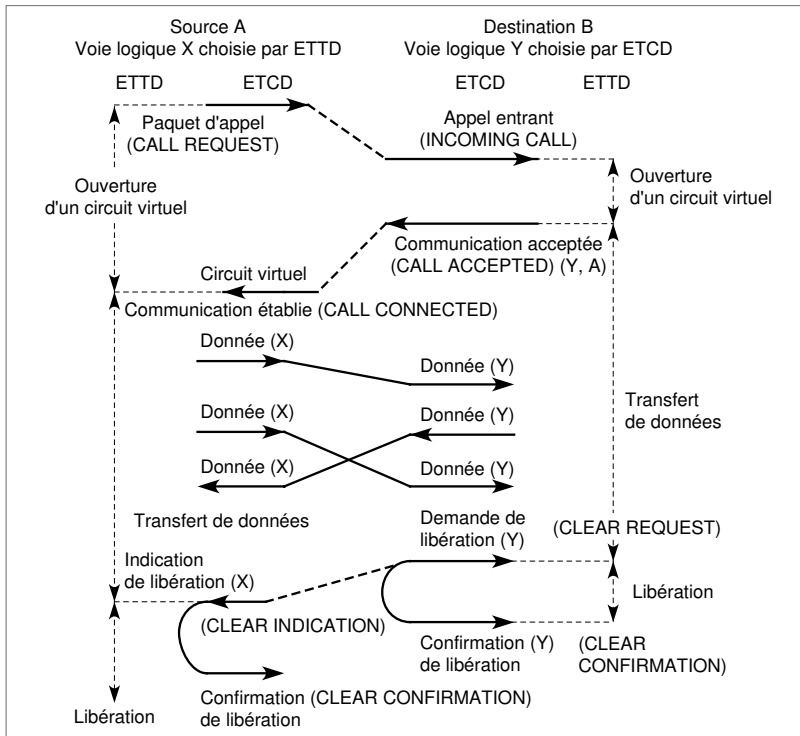 Source A
Voie logique X choisie par ETTD
Destination B
Voie logique Y choisie par ETCD
ETTD
ETCD
ETCD
ETTD
Paquet d'appel
(CALL REQUEST)
Appel entrant
(INCOMING CALL)
Ouverture
d'un circuit virtuel
Ouverture
d'un circuit virtuel
Communication acceptée
(CALL ACCEPTED) (Y, A)
Circuit virtuel
Communication établie (CALL CONNECTED)
Donnée (X)
Donnée (Y)
Donnée (X)
Donnée (Y)
Donnée (X)
Donnée (Y)
Transfert
de données
Transfert de données
Demande de
libération (Y)
(CLEAR REQUEST)
Indication
de libération (X)
Libération
(CLEAR INDICATION)
Confirmation (Y)
de libération
(CLEAR
CONFIRMATION)
Confirmation (CLEAR CONFIRMATION)
de libération
Libération